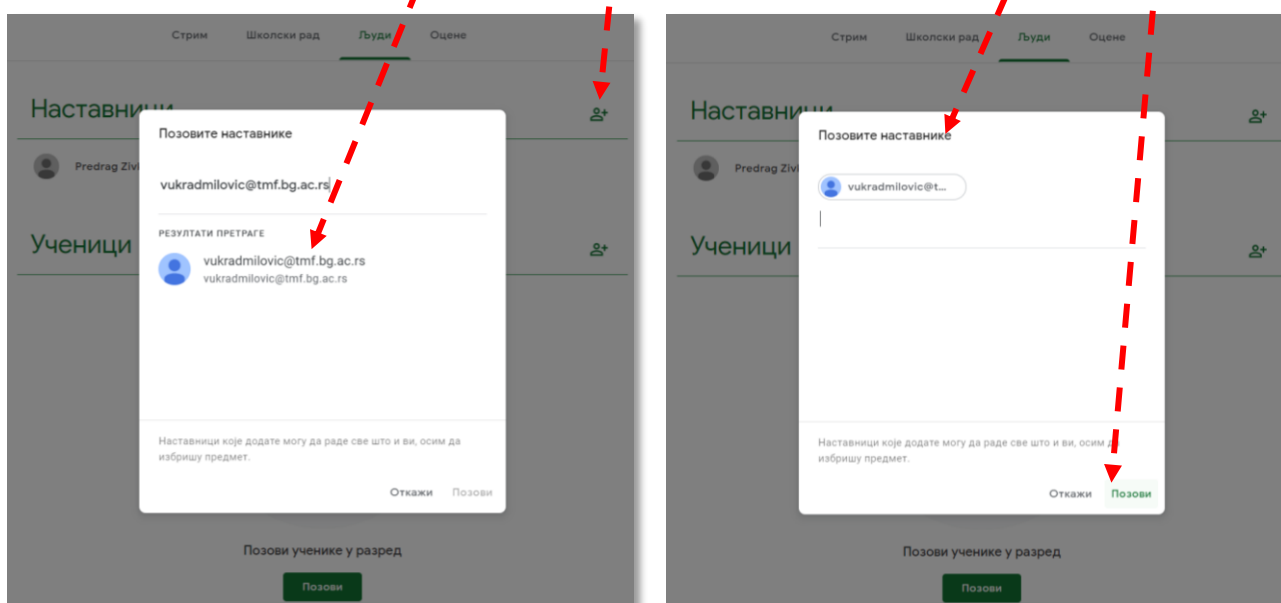 Стрим Школски рад Људи Оцене
Наставници
Позовите наставнике
Predrag Zivl
vukradmilovic@tmf.bg.ac.rs
РЕЗУЛТАТИ ПРЕТРАГЕ
Ученици
vukradmilovic@tmf.bg.ac.rs
vukradmilovic@tmf.bg.ac.rs
Наставници које додате могу да раде све што и ви, осим да
избришу предмет.
Откажи Позови
Позови ученике у разред
Позови
Стрим Школски рад Људи Оцене
Наставници
Позовите наставнике
Predrag Zivl
vukradmilovic@t...
Ученици
Наставници које додате могу да раде све што и ви, осим да
избришу предмет.
Откажи Позови
Позови ученике у разред
Позови